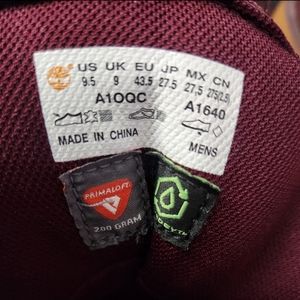 US UK EU JP MX CN
9.5 9 43.5 27.5 27.5 275(2.5)
A1OQC A1640
MADE IN CHINA MENS
PRIMALOFT
200 GRAM